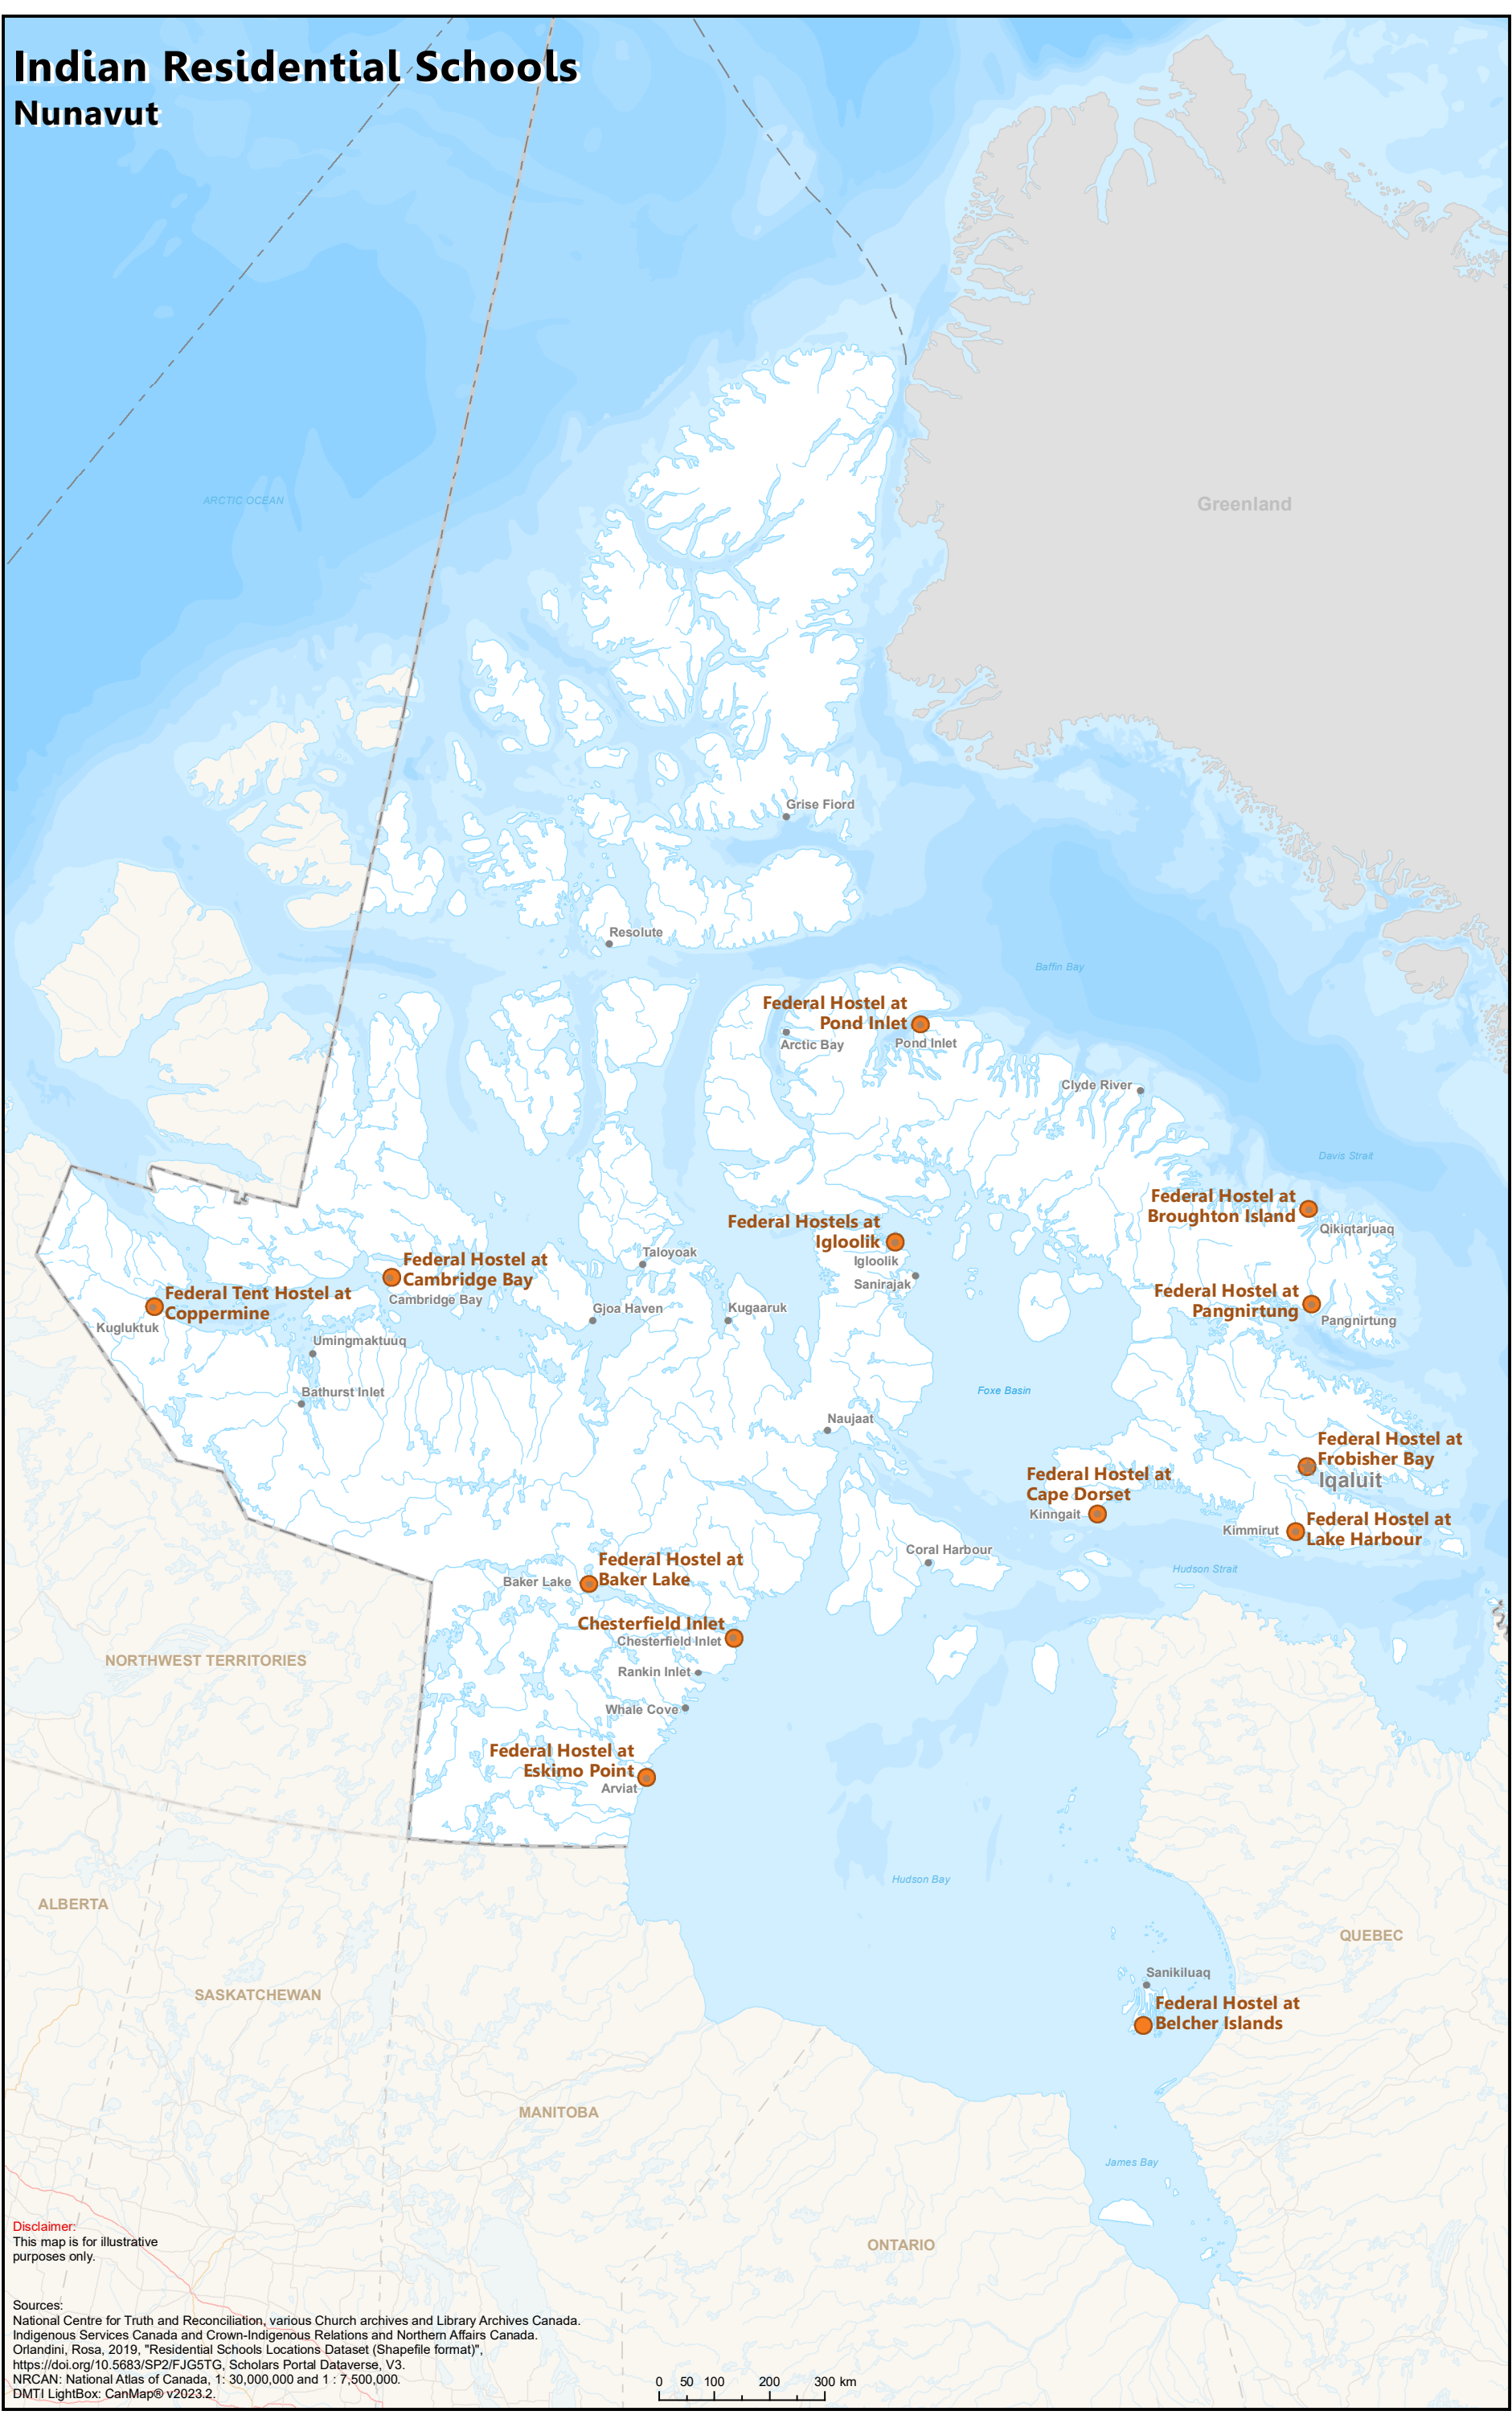 Indian Residential Schools
Nunavut
ARCTIC OCEAN
Greenland
Grise Fiord
Resolute
Baffin Bay
Federal Hostel at
Pond Inlet
Arctic Bay
Pond Inlet
Clyde River
Davis Strait
Federal Hostel at
Broughton Island
Qikiqtarjuaq
Federal Hostels at
Igloolik
Igloolik
Sanirajak
Taloyoak
Federal Hostel at
Cambridge Bay
Cambridge Bay
Federal Tent Hostel at
Coppermine
Kugluktuk
Gjoa Haven
Kugaaruk
Federal Hostel at
Pangnirtung
Pangnirtung
Umingmaktuuq
Bathurst Inlet
Foxe Basin
Naujaat
Federal Hostel at
Frobisher Bay
Iqaluit
Federal Hostel at
Cape Dorset
Kinngait
Federal Hostel at
Lake Harbour
Kimmirut
Coral Harbour
Hudson Strait
Federal Hostel at
Baker Lake
Baker Lake
Chesterfield Inlet
Chesterfield Inlet
Rankin Inlet
Whale Cove
NORTHWEST TERRITORIES
Federal Hostel at
Eskimo Point
Arviat
Hudson Bay
ALBERTA
QUEBEC
SASKATCHEWAN
Sanikiluaq
Federal Hostel at
Belcher Islands
MANITOBA
James Bay
ONTARIO
Disclaimer:
This map is for illustrative
purposes only.
Sources:
National Centre for Truth and Reconciliation, various Church archives and Library Archives Canada.
Indigenous Services Canada and Crown-Indigenous Relations and Northern Affairs Canada.
Orlandini, Rosa, 2019, "Residential Schools Locations Dataset (Shapefile format)",
https://doi.org/10.5683/SP2/FJG5TG, Scholars Portal Dataverse, V3.
NRCAN: National Atlas of Canada, 1: 30,000,000 and 1 : 7,500,000.
DMTI LightBox: CanMap® v2023.2.
0 50 100 200 300 km